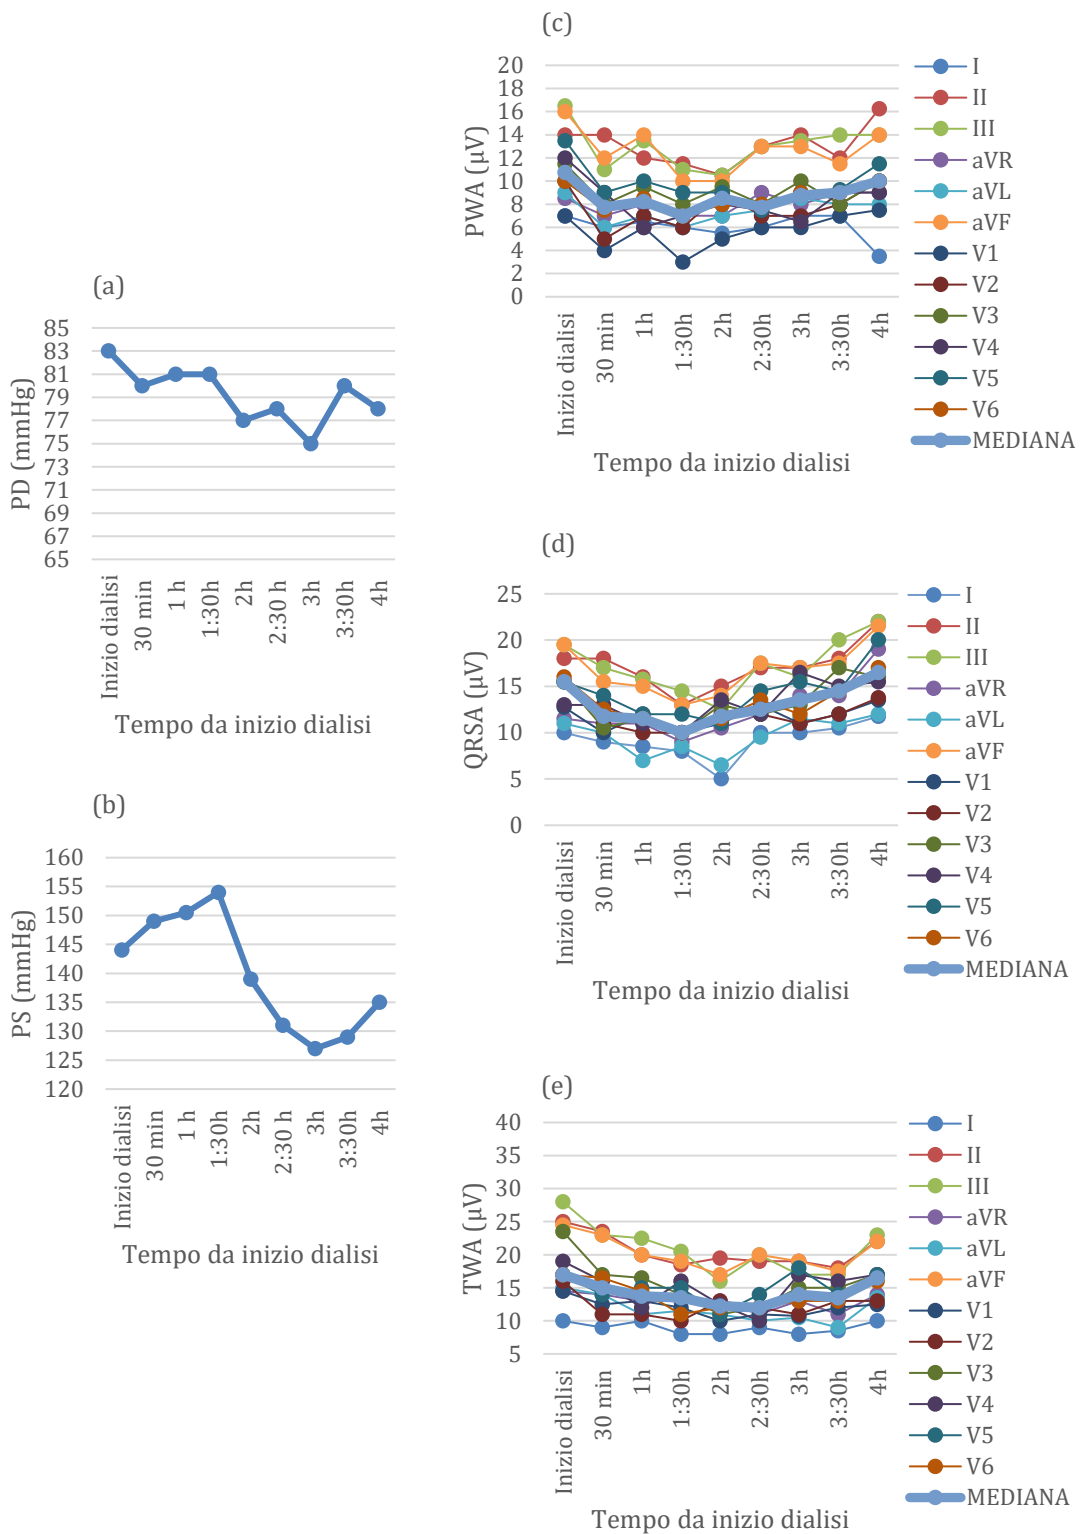 (a)
PD (mmHg)
85
83
81
79
77
75
73
71
69
67
65
Inizio dialisi
30 min
1 h
1:30h
2h
2:30 h
3h
3:30h
4h
Tempo da inizio dialisi
(b)
PS (mmHg)
160
155
150
145
140
135
130
125
120
Inizio dialisi
30 min
1 h
1:30h
2h
2:30 h
3h
3:30h
4h
Tempo da inizio dialisi
(c)
PWA (µV)
20
18
16
14
12
10
8
6
4
2
0
Inizio dialisi
30 min
1h
1:30h
2h
2:30h
3h
3:30h
4h
Tempo da inizio dialisi
I
II
III
aVR
aVL
aVF
V1
V2
V3
V4
V5
V6
MEDIANA
(d)
QRSA (µV)
25
20
15
10
5
0
Inizio dialisi
30 min
1h
1:30h
2h
2:30h
3h
3:30h
4h
Tempo da inizio dialisi
I
II
III
aVR
aVL
aVF
V1
V2
V3
V4
V5
V6
MEDIANA
(e)
TWA (µV)
40
35
30
25
20
15
10
5
Inizio dialisi
30 min
1h
1:30h
2h
2:30h
3h
3:30h
4h
Tempo da inizio dialisi
I
II
III
aVR
aVL
aVF
V1
V2
V3
V4
V5
V6
MEDIANA